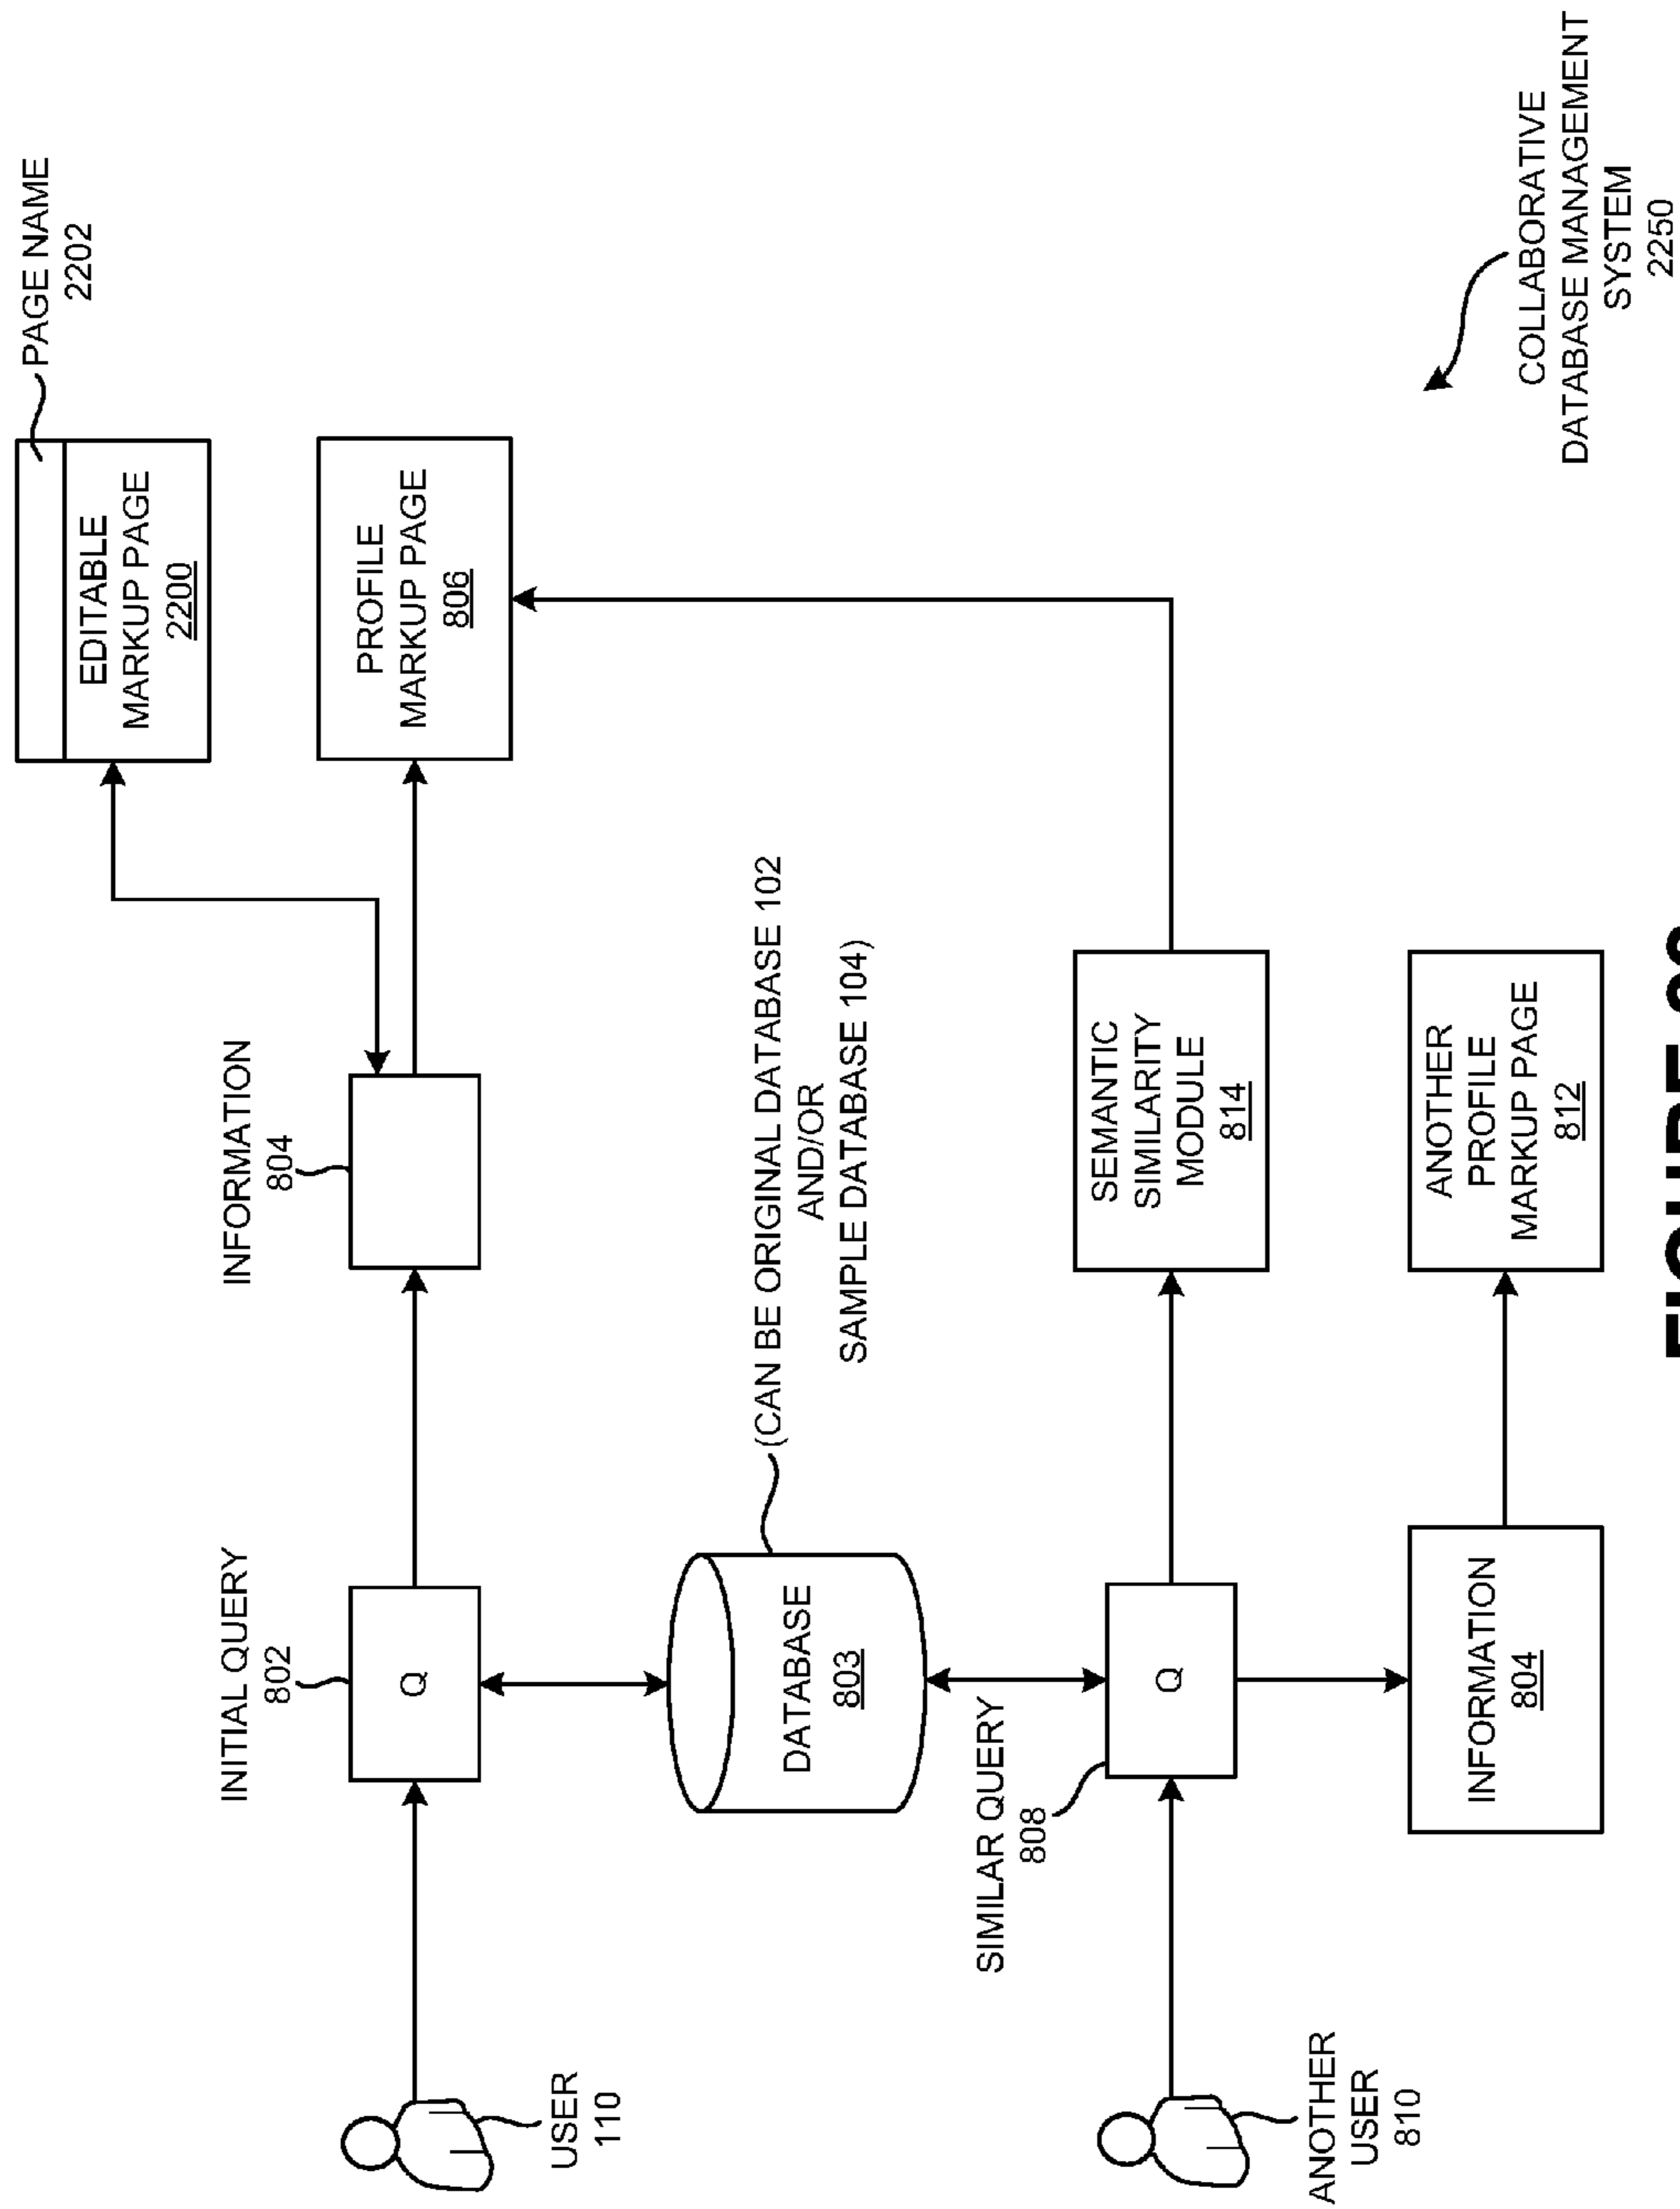 PAGE NAME
2202
EDITABLE
MARKUP PAGE
2200
INITIAL QUERY
802
INFORMATION
804
PROFILE
MARKUP PAGE
806
Q
USER
110
DATABASE
803
(CAN BE ORIGINAL DATABASE 102
AND/OR
SAMPLE DATABASE 104)
SIMILAR QUERY
808
Q
SEMANTIC
SIMILARITY
MODULE
814
ANOTHER
USER
810
INFORMATION
804
ANOTHER
PROFILE
MARKUP PAGE
812
COLLABORATIVE
DATABASE MANAGEMENT
SYSTEM
2250
FIGURE